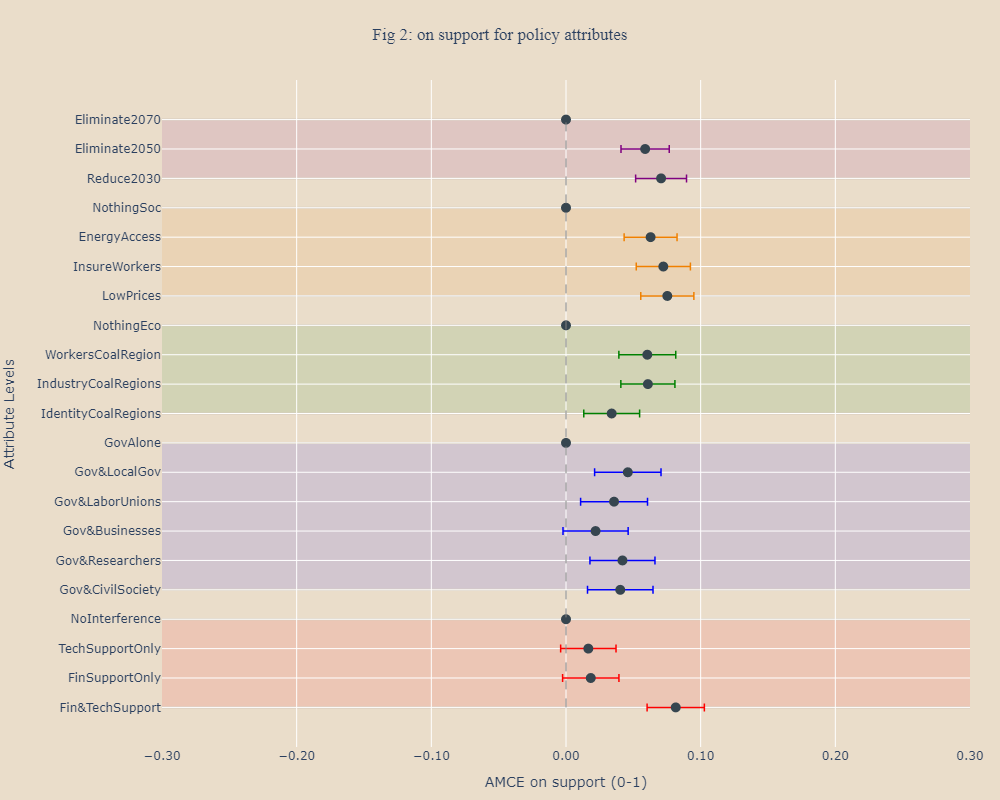 Fig 2: on support for policy attributes
Eliminate2070
Eliminate2050
Reduce2030
NothingSoc
EnergyAccess
InsureWorkers
LowPrices
NothingEco
WorkersCoalRegion
IndustryCoalRegions
IdentityCoalRegions
GovAlone
Gov&LocalGov
Gov&LaborUnions
Gov&Businesses
Gov&Researchers
Gov&CivilSociety
NoInterference
TechSupportOnly
FinSupportOnly
Fin&TechSupport
Attribute Levels
−0.30 −0.20 −0.10 0.00 0.10 0.20 0.30
AMCE on support (0-1)